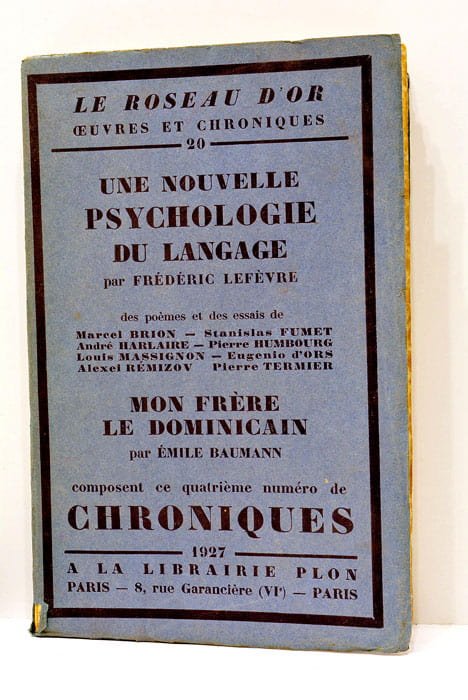 LE ROSEAU D'OR
ŒUVRES ET CHRONIQUES
20
UNE NOUVELLE
PSYCHOLOGIE
DU LANGAGE
par FRÉDÉRIC LEFÈVRE
des poèmes et des essais de
Marcel BRION — Stanislas FUMET
André HARLAIRE — Pierre HUMBOURG
Louis MASSIGNON — Eugenio d'ORS
Alexei RÉMIZOV Pierre TERMIER
MON FRÈRE
LE DOMINICAIN
par ÉMILE BAUMANN
composent ce quatrième numéro de
CHRONIQUES
1927
A LA LIBRAIRIE PLON
PARIS — 8, rue Garancière (VIᵉ) — PARIS